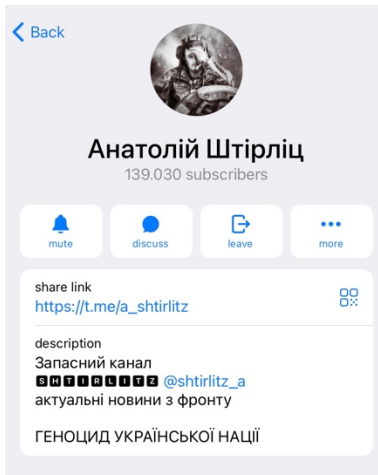 Back
Анатолій Штірліц
139.030 subscribers
mute
discuss
leave
more
share link
https://t.me/a_shtirlitz
description
Запасний канал
SHTIRLITZ @shtirlitz_a
актуальні новини з фронту
ГЕНОЦИД УКРАЇНСЬКОЇ НАЦІЇ